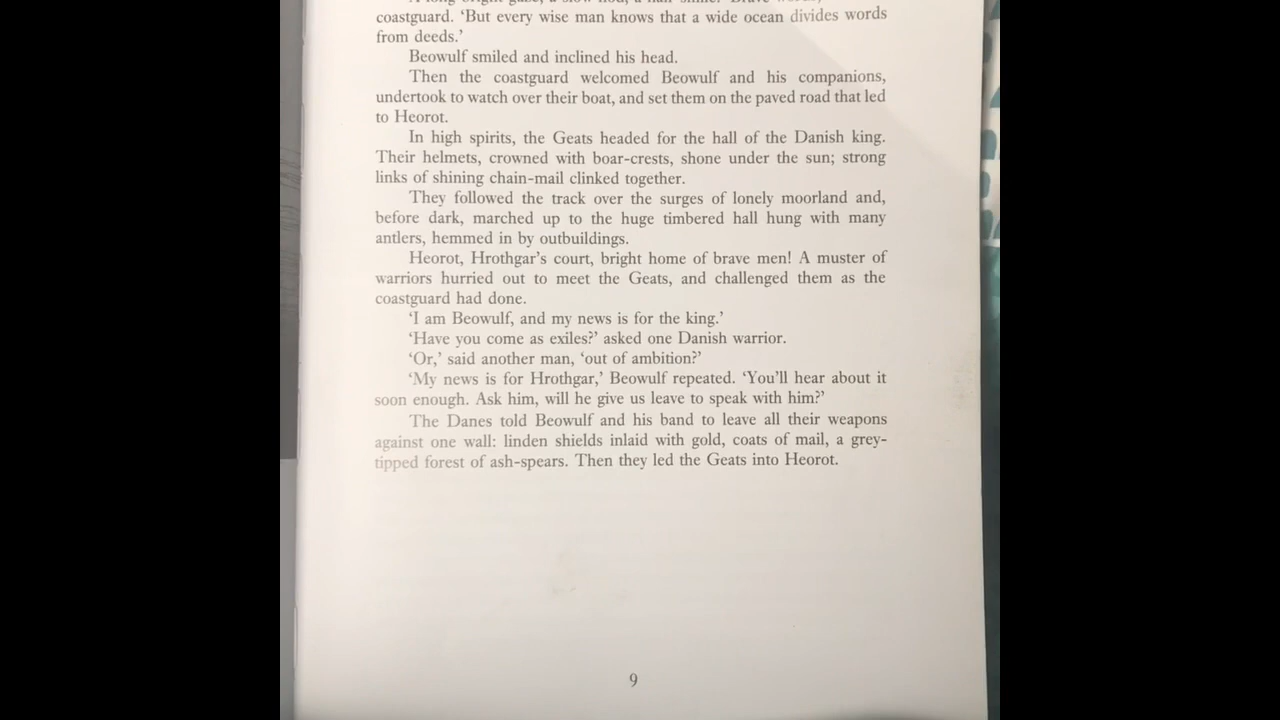 coastguard. ‘But every wise man knows that a wide ocean divides words
from deeds.’
Beowulf smiled and inclined his head.
Then the coastguard welcomed Beowulf and his companions,
undertook to watch over their boat, and set them on the paved road that led
to Heorot.
In high spirits, the Geats headed for the hall of the Danish king.
Their helmets, crowned with boar-crests, shone under the sun; strong
links of shining chain-mail clinked together.
They followed the track over the surges of lonely moorland and,
before dark, marched up to the huge timbered hall hung with many
antlers, hemmed in by outbuildings.
Heorot, Hrothgar’s court, bright home of brave men! A muster of
warriors hurried out to meet the Geats, and challenged them as the
coastguard had done.
‘I am Beowulf, and my news is for the king.’
‘Have you come as exiles?’ asked one Danish warrior.
‘Or,’ said another man, ‘out of ambition?’
‘My news is for Hrothgar,’ Beowulf repeated. ‘You’ll hear about it
soon enough. Ask him, will he give us leave to speak with him?’
The Danes told Beowulf and his band to leave all their weapons
against one wall: linden shields inlaid with gold, coats of mail, a grey-
tipped forest of ash-spears. Then they led the Geats into Heorot.
9